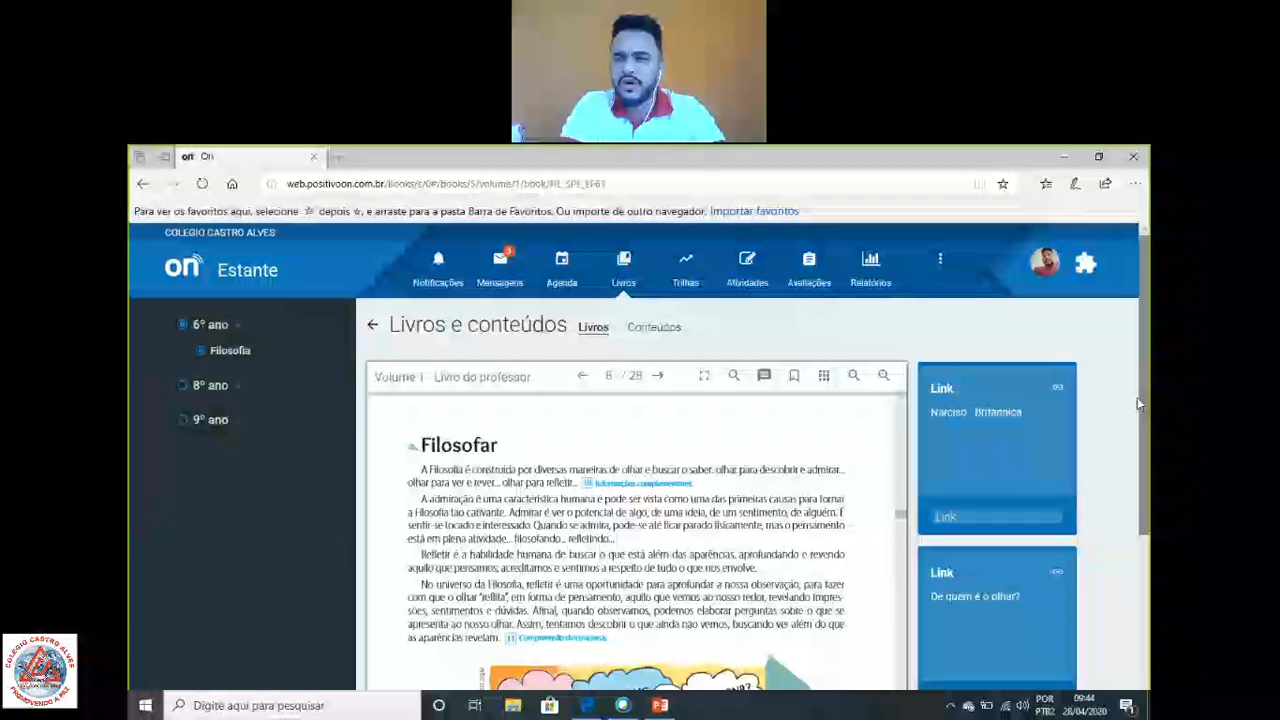 on On
web.positivoon.com.br/Books/s/0#/books/5/volume/1/book/ML_SPE_EF61
Para ver os favoritos aqui, selecione ☆ depois ☆, e arraste para a pasta Barra de Favoritos. Ou importe de outro navegador. Importar favoritos
COLEGIO CASTRO ALVES
on Estante
3
Notificações Mensagens Agenda Livros Trilhas Atividades Avaliações Relatórios
6º ano
Filosofia
8º ano
9º ano
Livros e conteúdos Livros Conteúdos
Volume 1 - Livro do professor 8 / 28
Filosofar
A Filosofia é construída por diversas maneiras de olhar e buscar o saber: olhar para descobrir e admirar...
olhar para ver e rever... olhar para refletir... 10 Informações complementares
A admiração é uma característica humana e pode ser vista como uma das primeiras causas para tornar
a Filosofia tão cativante. Admirar é ver o potencial de algo, de uma ideia, de um sentimento, de alguém. É
sentir-se tocado e interessado. Quando se admira, pode-se até ficar parado fisicamente, mas o pensamento
está em plena atividade... filosofando... refletindo...
Refletir é a habilidade humana de buscar o que está além das aparências, aprofundando e revendo
aquilo que pensamos, acreditamos e sentimos a respeito de tudo o que nos envolve.
No universo da Filosofia, refletir é uma oportunidade para aprofundar a nossa observação, para fazer
com que o olhar "reflita", em forma de pensamento, aquilo que vemos ao nosso redor, revelando impres-
sões, sentimentos e dúvidas. Afinal, quando observamos, podemos elaborar perguntas sobre o que se
apresenta ao nosso olhar. Assim, tentamos descobrir o que ainda não vemos, buscando ver além do que
as aparências revelam. 11
Link
Narciso Britannica
Link
Link
De quem é o olhar?
COLEGIO CASTRO ALVES
PROMOVENDO A PAZ
Digite aqui para pesquisar
POR
PTB2
09:44
28/04/2020
1